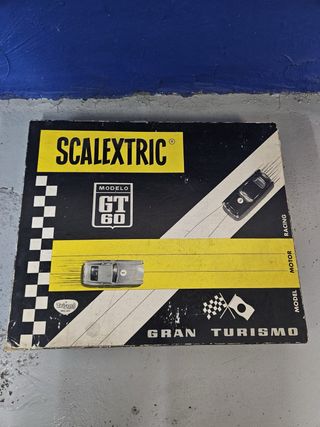 SCALEXTRIC®
MODELO
GT
60
MODEL MOTOR RACING
GRAN TURISMO